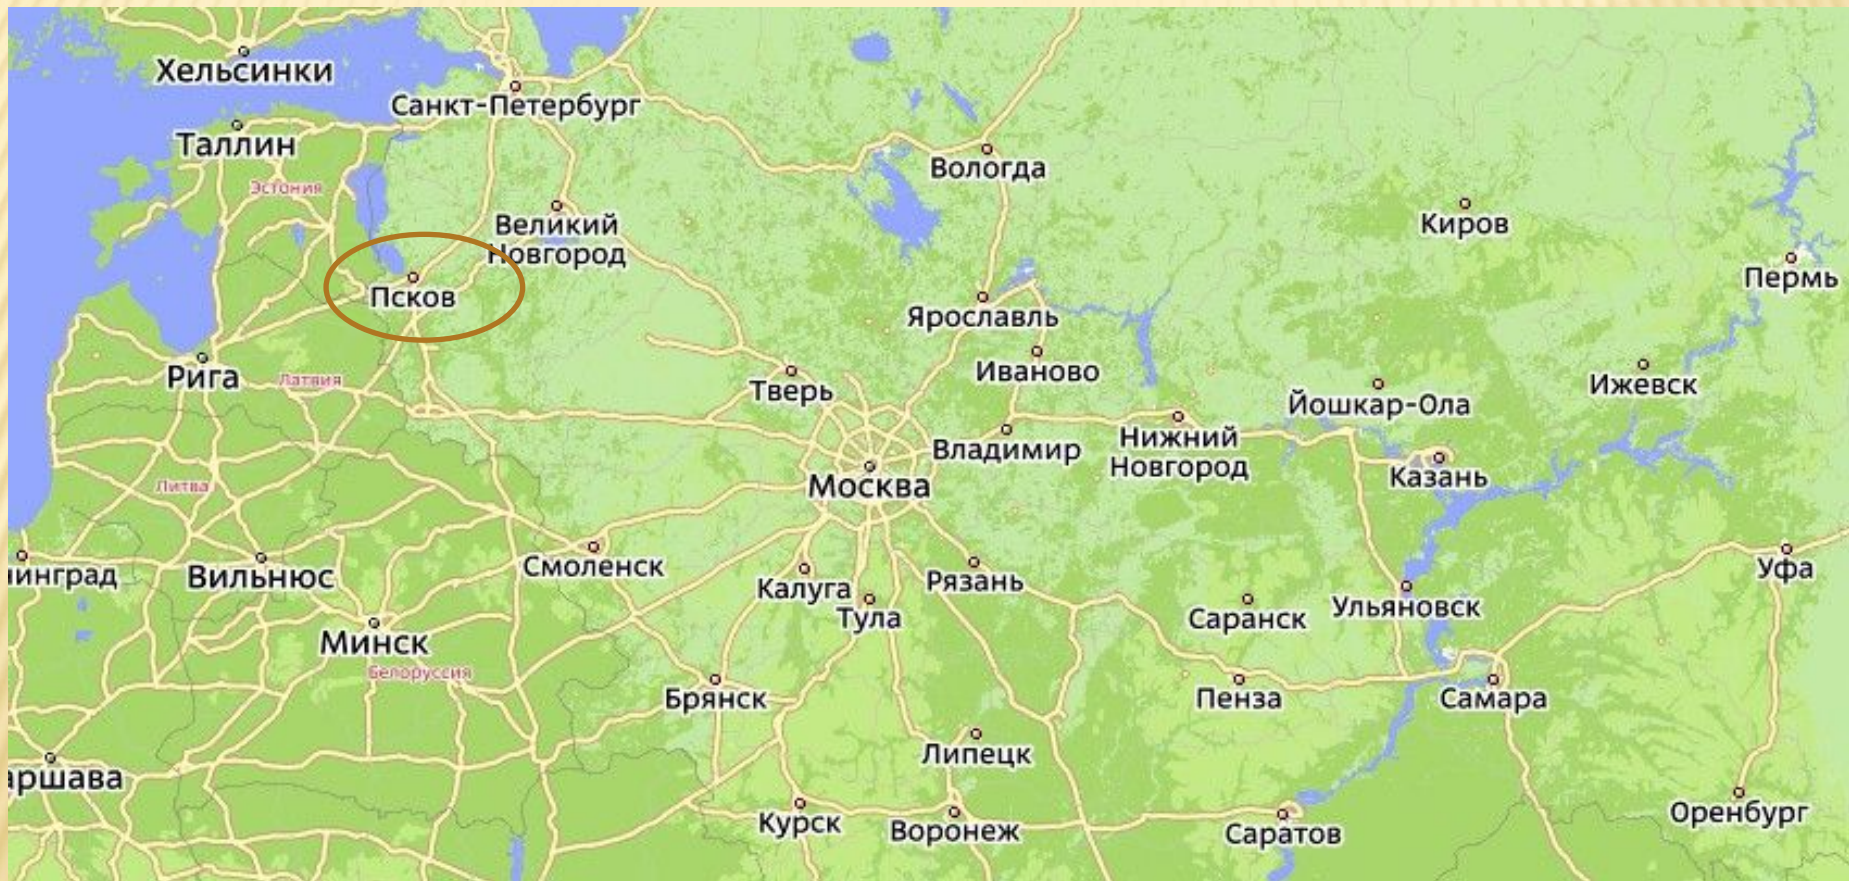 Хельсинки
Санкт-Петербург
Таллин
Вологда
Эстония
Киров
Великий
Новгород
Пермь
Псков
Ярославль
Рига
Латвия
Иваново
Тверь
Ижевск
Йошкар-Ола
Владимир
Нижний
Новгород
Казань
Москва
Литва
Смоленск
инград
Вильнюс
Калуга
Рязань
Уфа
Тула
Саранск
Ульяновск
Минск
Белоруссия
Брянск
Пенза
Самара
Липецк
аршава
Курск
Воронеж
Саратов
Оренбург